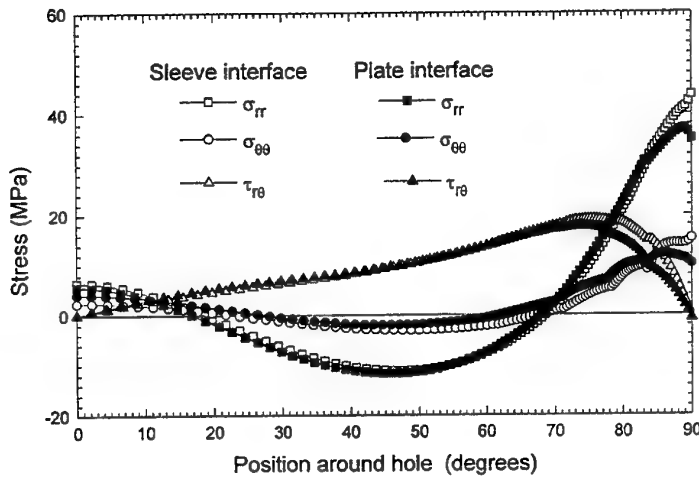 60
40
20
0
-20
Stress (MPa)
Sleeve interface
Plate interface
σrr
σrr
σθθ
σθθ
τrθ
τrθ
0 10 20 30 40 50 60 70 80 90
Position around hole (degrees)